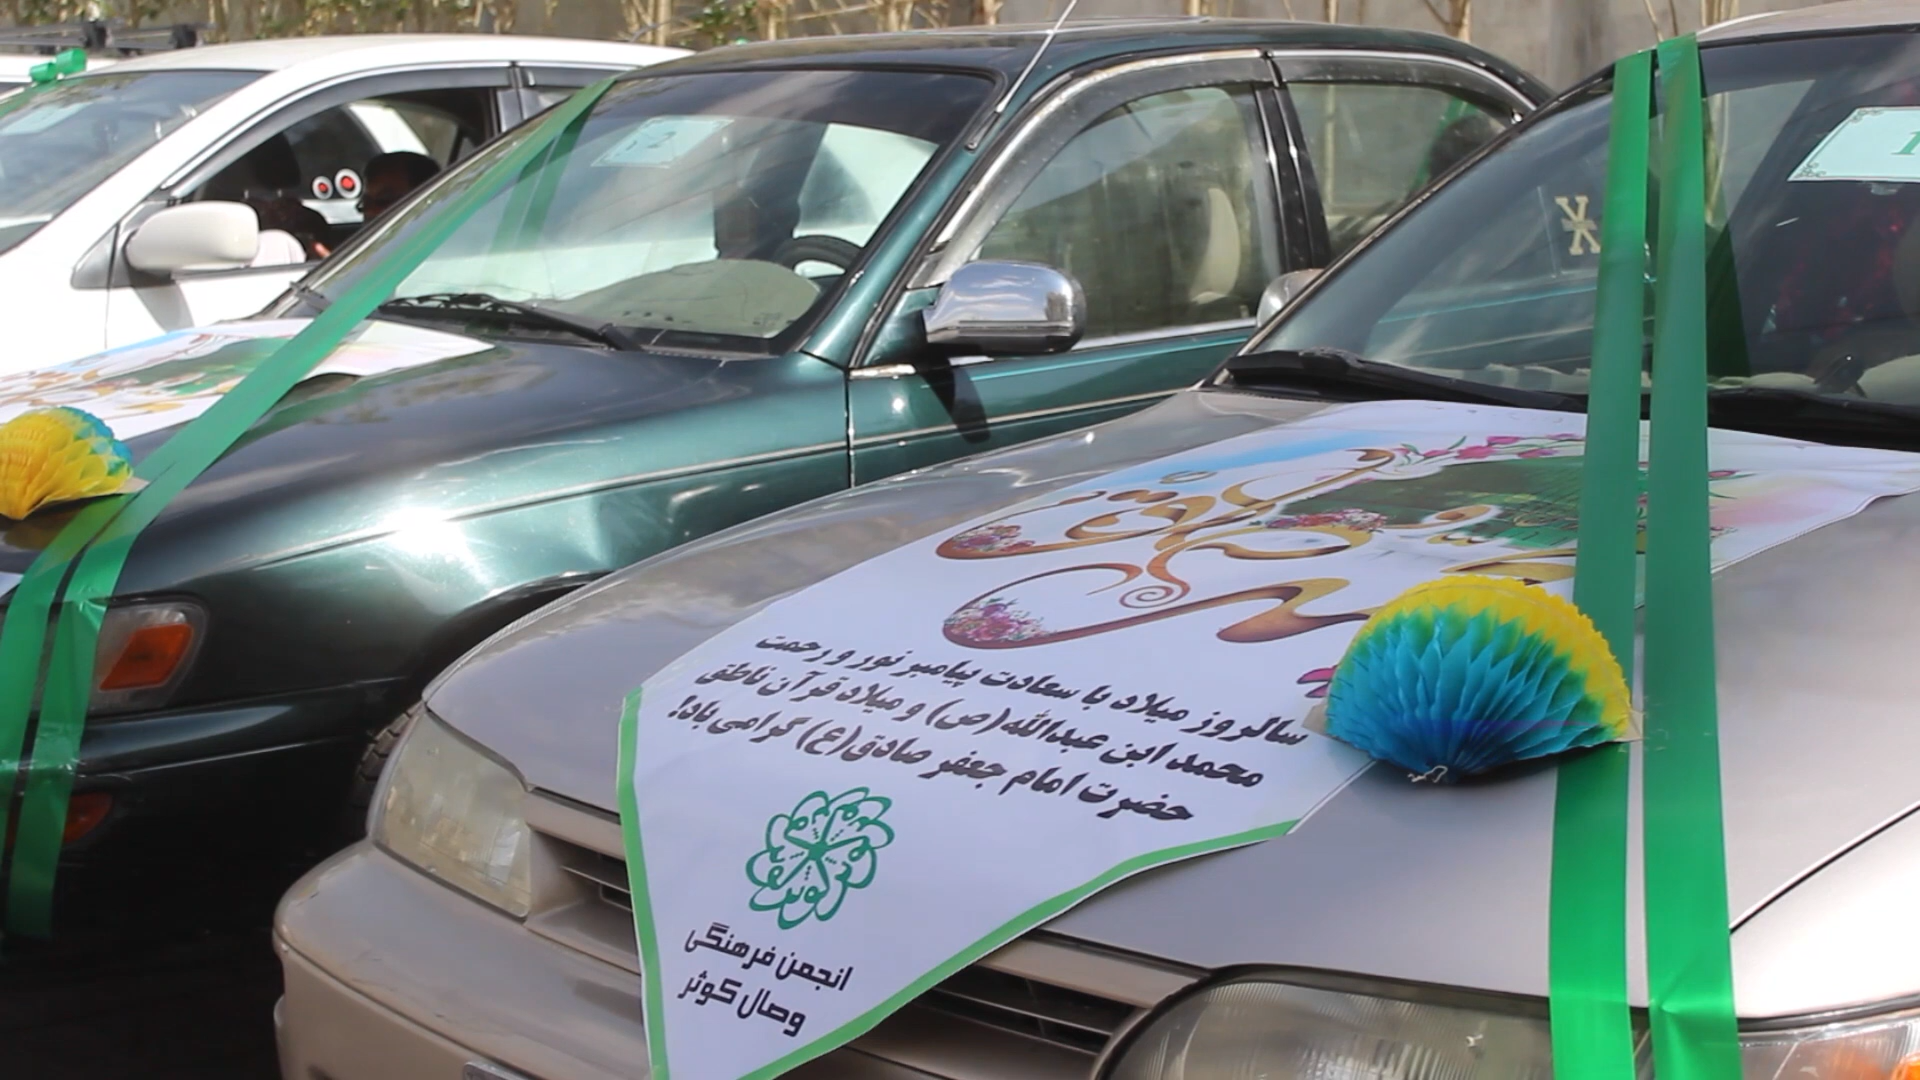 سالروز میلاد با سعادت پیامبر نور و رحمت
محمد ابن عبدالله(ص) و میلاد قرآن ناطق
حضرت امام جعفر صادق(ع) گرامی باد!
انجمن فرهنگی
وصال کوثر